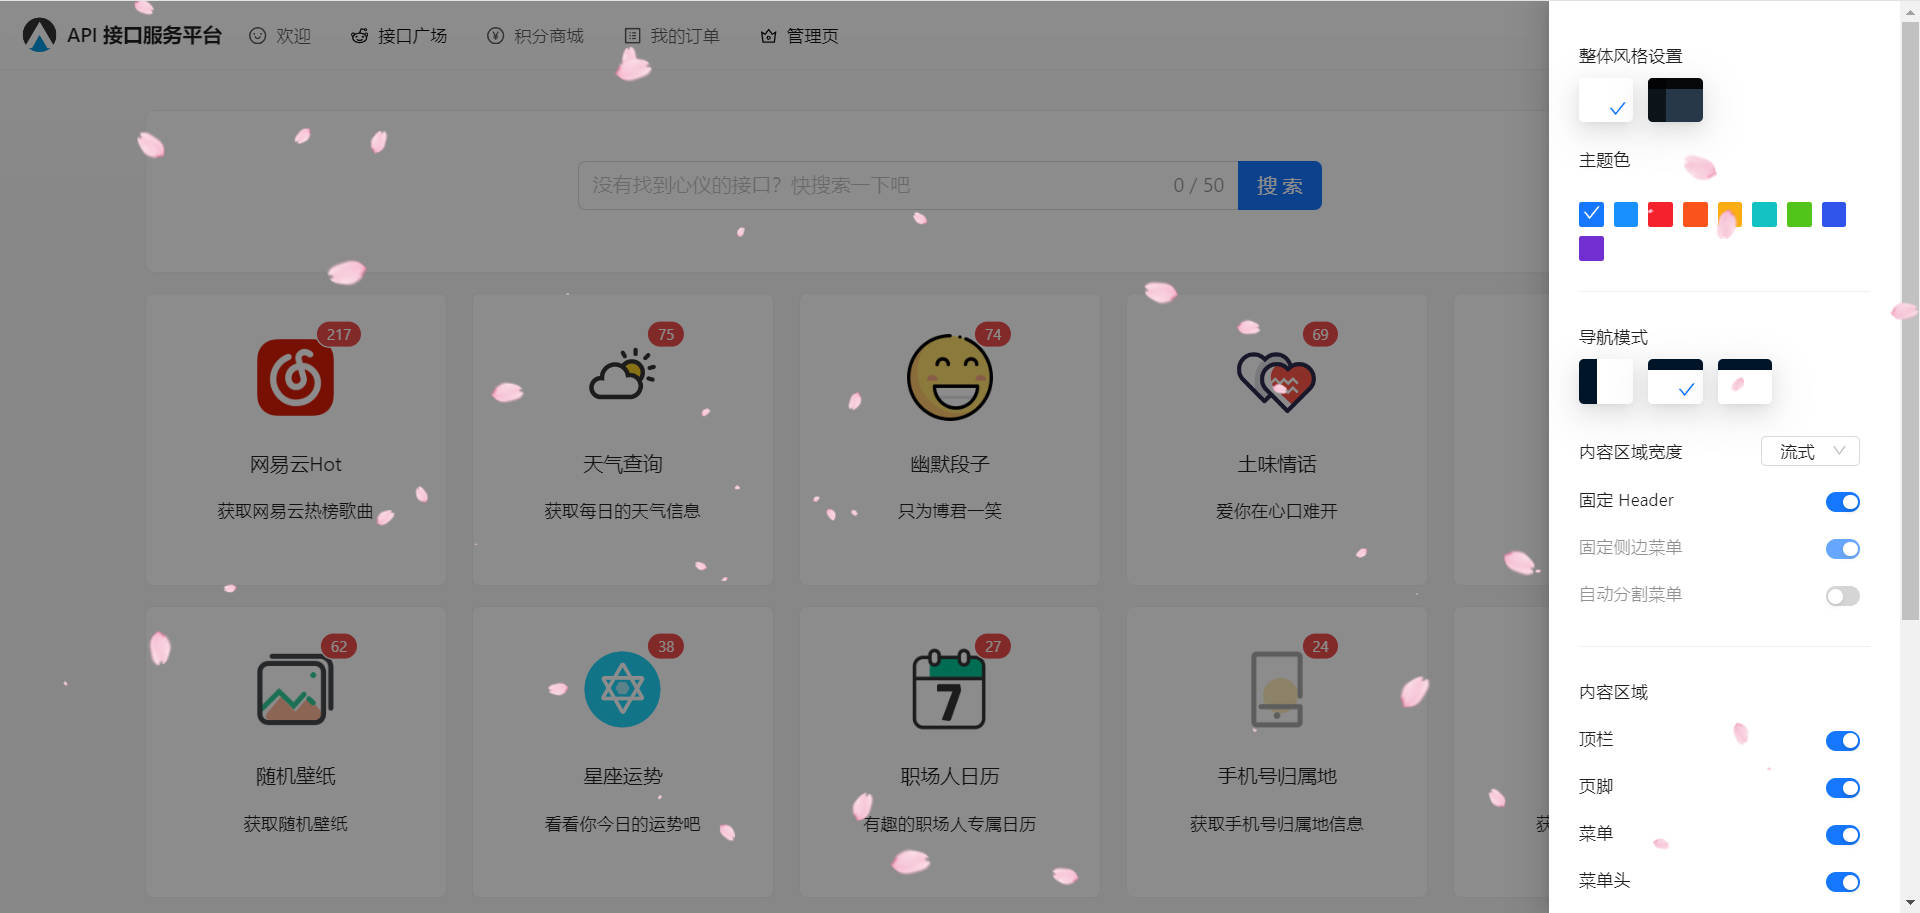 API 接口服务平台 欢迎 接口广场 积分商城 我的订单 管理页
没有找到心仪的接口？快搜索一下吧 0 / 50 搜 索
217
网易云Hot
获取网易云热榜歌曲
75
天气查询
获取每日的天气信息
74
幽默段子
只为博君一笑
69
土味情话
爱你在心口难开
62
随机壁纸
获取随机壁纸
38
星座运势
看看你今日的运势吧
27
7
职场人日历
有趣的职场人专属日历
24
手机号归属地
获取手机号归属地信息
整体风格设置
主题色
导航模式
内容区域宽度 流式
固定 Header
固定侧边菜单
自动分割菜单
内容区域
顶栏
页脚
菜单
菜单头